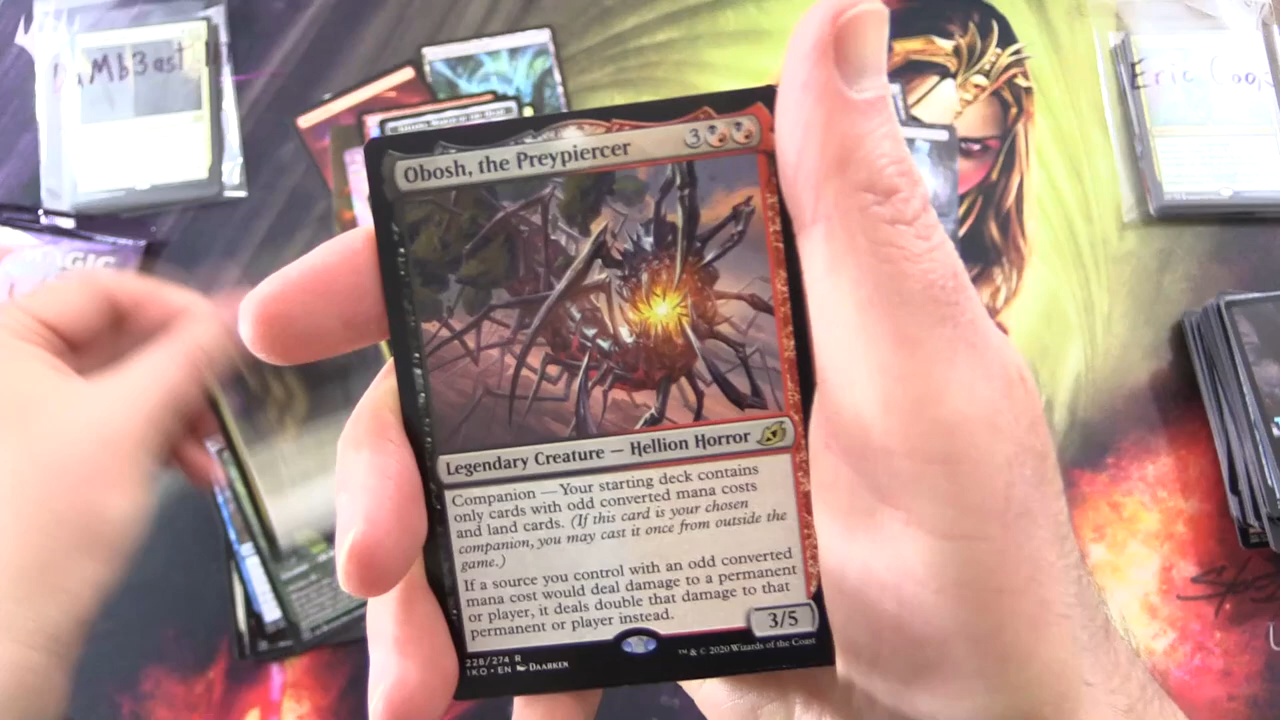 Mb3ast
Eric Coo
MAGIC
Obosh, the Preypiercer
3
Legendary Creature — Hellion Horror
Companion — Your starting deck contains
only cards with odd converted mana costs
and land cards. (If this card is your chosen
companion, you may cast it once from outside the
game.)
If a source you control with an odd converted
mana cost would deal damage to a permanent
or player, it deals double that damage to that
permanent or player instead.
3/5
226/274 R
IKO • EN DAARKEN
™ & © 2020 Wizards of the Coast